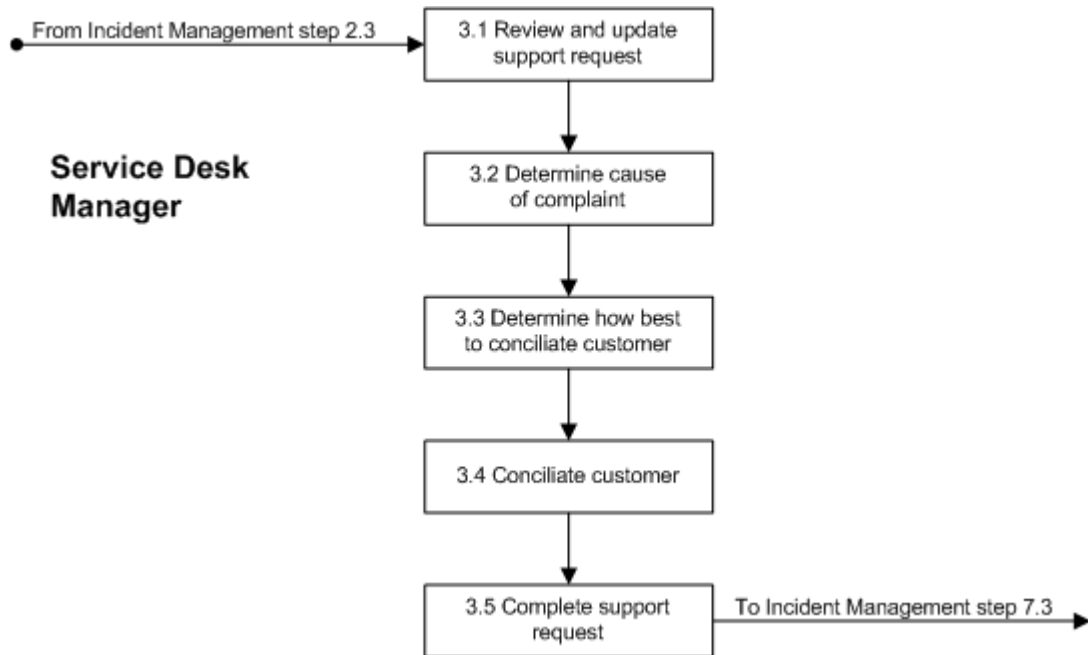 From Incident Management step 2.3
3.1 Review and update
support request
Service Desk
Manager
3.2 Determine cause
of complaint
3.3 Determine how best
to conciliate customer
3.4 Conciliate customer
3.5 Complete support
request
To Incident Management step 7.3